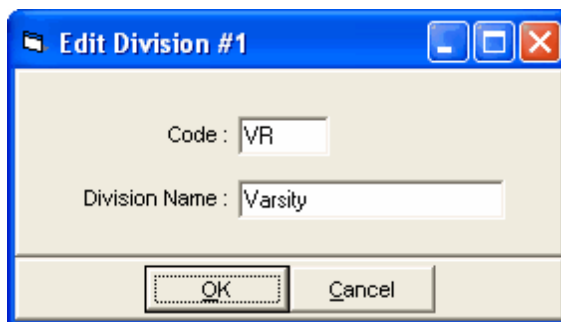 Edit Division #1
Code : VR
Division Name : Varsity
OK Cancel